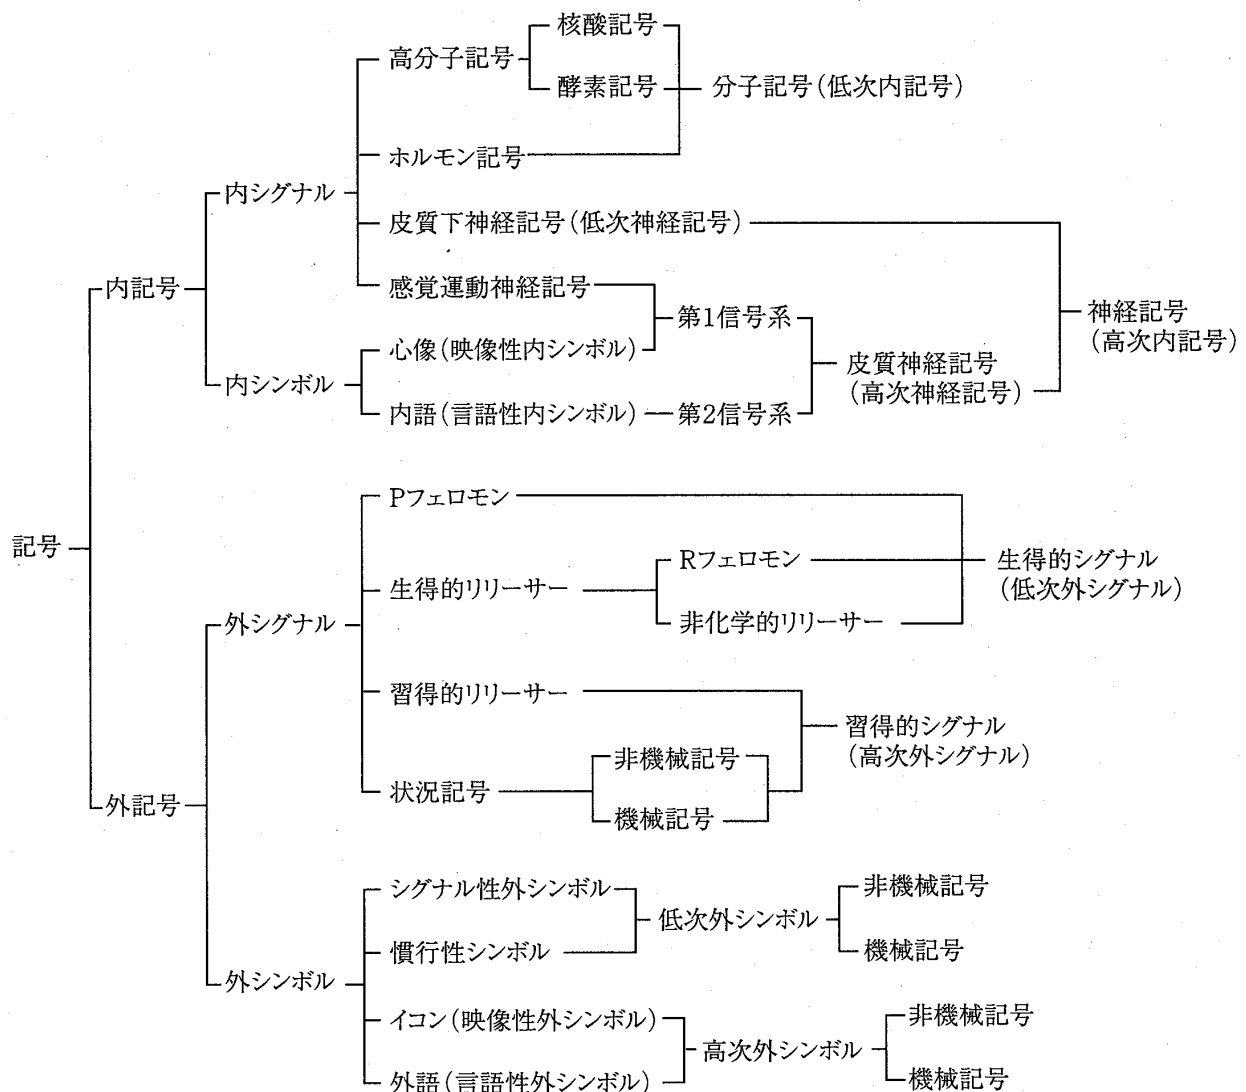 核酸記号
高分子記号
酵素記号
分子記号(低次内記号)
ホルモン記号
内シグナル
皮質下神経記号(低次神経記号)
内記号
感覚運動神経記号
第1信号系
神経記号
(高次内記号)
心像(映像性内シンボル)
皮質神経記号
(高次神経記号)
内シンボル
内語(言語性内シンボル)
第2信号系
Pフェロモン
記号
Rフェロモン
生得的シグナル
(低次外シグナル)
生得的リリーサー
外シグナル
非化学的リリーサー
習得的リリーサー
習得的シグナル
(高次外シグナル)
非機械記号
状況記号
外記号
機械記号
シグナル性外シンボル
非機械記号
低次外シンボル
慣行性シンボル
機械記号
外シンボル
イコン(映像性外シンボル)
非機械記号
高次外シンボル
外語(言語性外シンボル)
機械記号